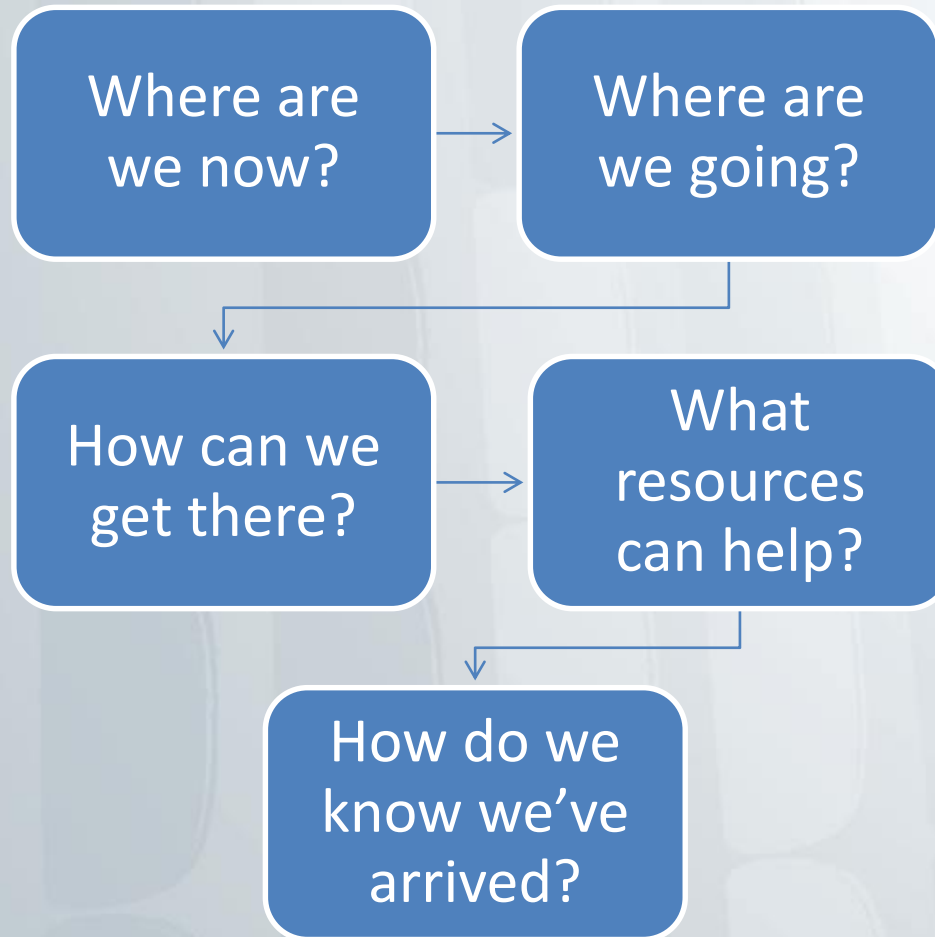 Where are
we now?
Where are
we going?
How can we
get there?
What
resources
can help?
How do we
know we’ve
arrived?